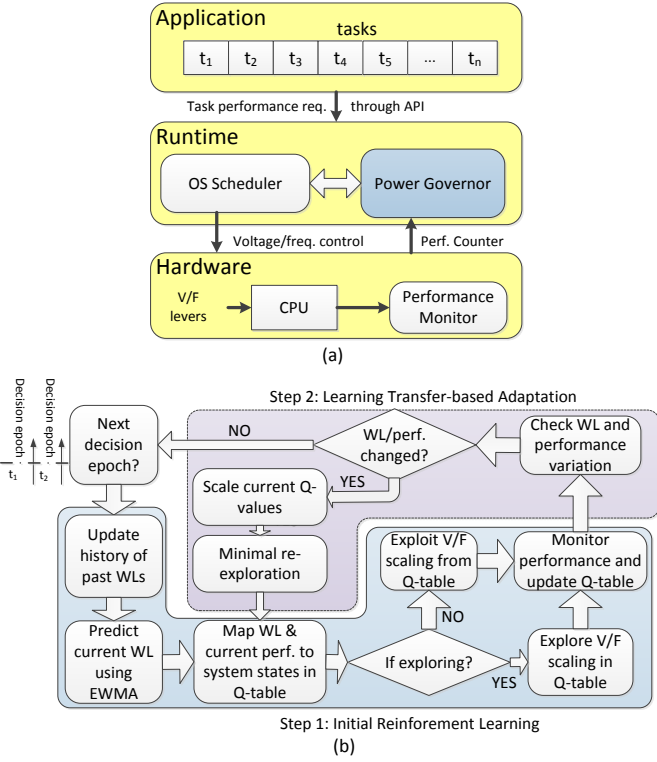 Application
tasks
t1 t2 t3 t4 t5 ... tn
Task performance req. through API
Runtime
OS Scheduler
Power Governor
Voltage/freq. control
Perf. Counter
Hardware
V/F
levers
CPU
Performance
Monitor
(a)
Step 2: Learning Transfer-based Adaptation
Decision epoch
Decision epoch
t1
t2
Next
decision
epoch?
NO
WL/perf.
changed?
Check WL and
performance
variation
YES
Scale current Q-
values
Minimal re-
exploration
Update
history of
past WLs
Exploit V/F
scaling from
Q-table
Monitor
performance and
update Q-table
NO
Predict
current WL
using
EWMA
Map WL &
current perf. to
system states in
Q-table
If exploring?
YES
Explore V/F
scaling in
Q-table
Step 1: Initial Reinforement Learning
(b)